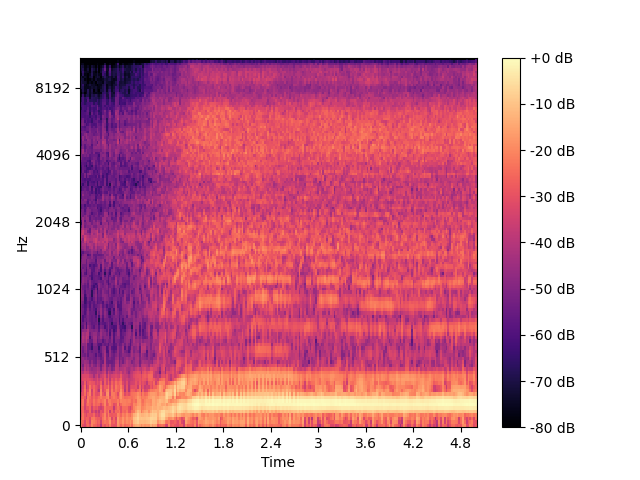 Hz
8192
4096
2048
1024
512
0
0 0.6 1.2 1.8 2.4 3 3.6 4.2 4.8
Time
+0 dB
-10 dB
-20 dB
-30 dB
-40 dB
-50 dB
-60 dB
-70 dB
-80 dB